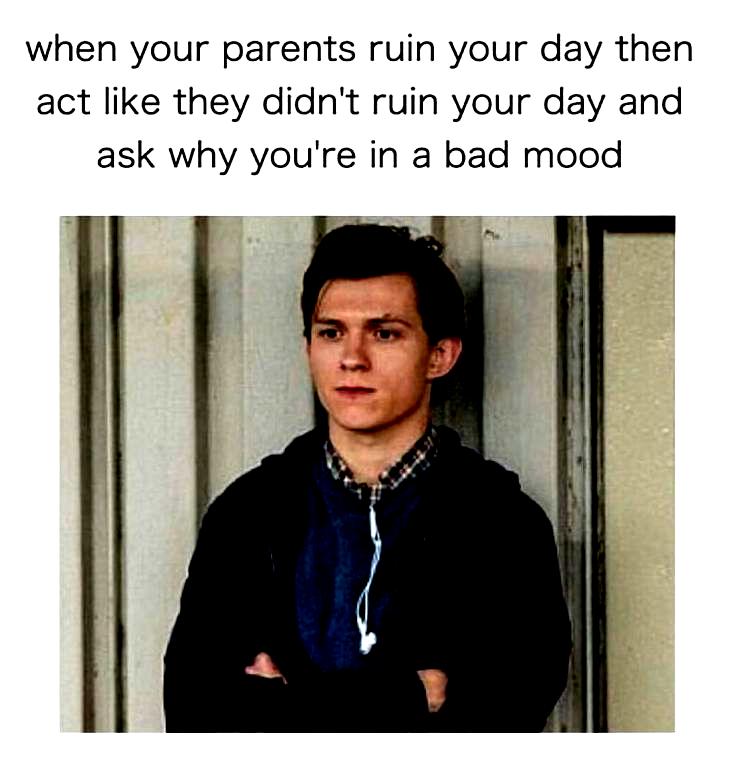 when your parents ruin your day then
act like they didn't ruin your day and
ask why you're in a bad mood